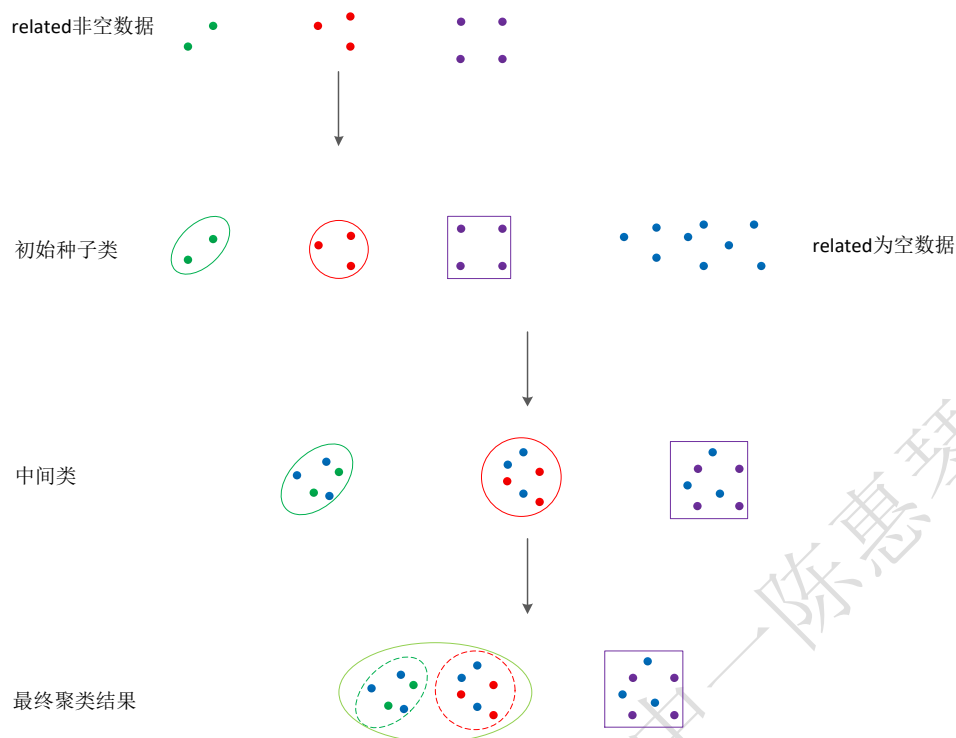 related非空数据
初始种子类
related为空数据
中间类
最终聚类结果
一陈惠琴